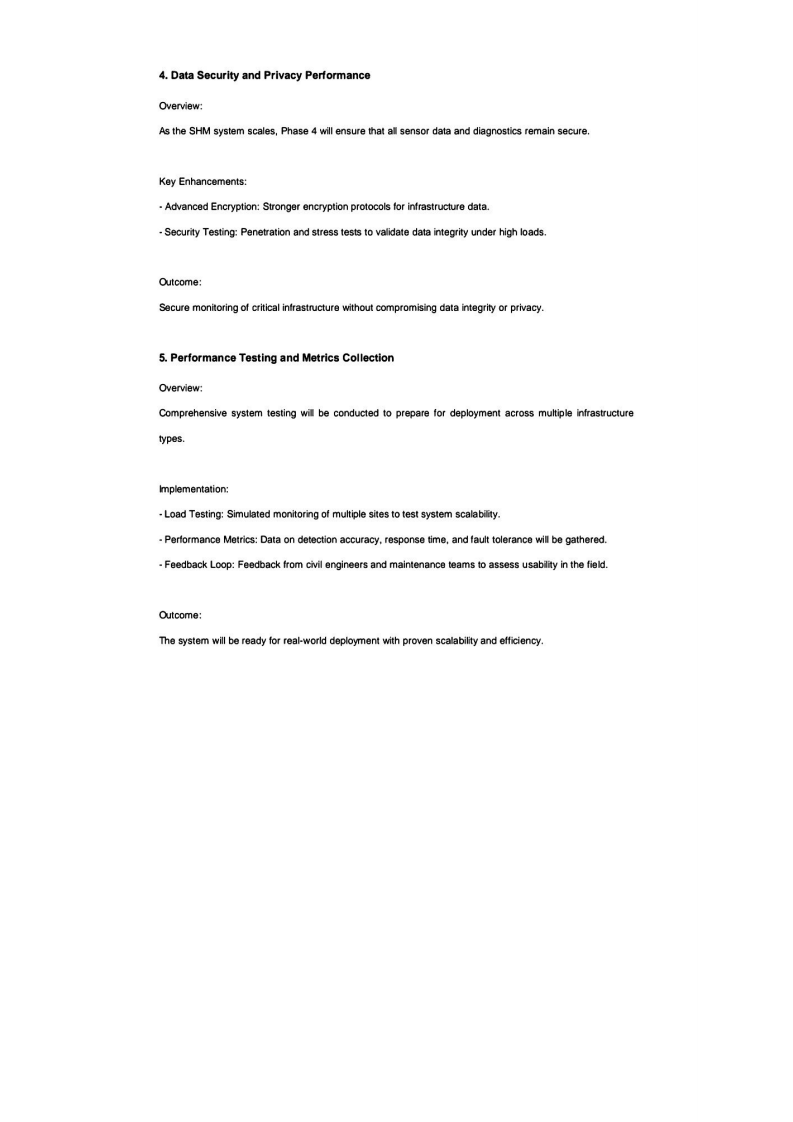 4. Data Security and Privacy Performance
Overview:
As the SHM system scales, Phase 4 will ensure that all sensor data and diagnostics remain secure.
Key Enhancements:
- Advanced Encryption: Stronger encryption protocols for infrastructure data.
- Security Testing: Penetration and stress tests to validate data integrity under high loads.
Outcome:
Secure monitoring of critical infrastructure without compromising data integrity or privacy.
5. Performance Testing and Metrics Collection
Overview:
Comprehensive system testing will be conducted to prepare for deployment across multiple infrastructure
types.
Implementation:
- Load Testing: Simulated monitoring of multiple sites to test system scalability.
- Performance Metrics: Data on detection accuracy, response time, and fault tolerance will be gathered.
- Feedback Loop: Feedback from civil engineers and maintenance teams to assess usability in the field.
Outcome:
The system will be ready for real-world deployment with proven scalability and efficiency.